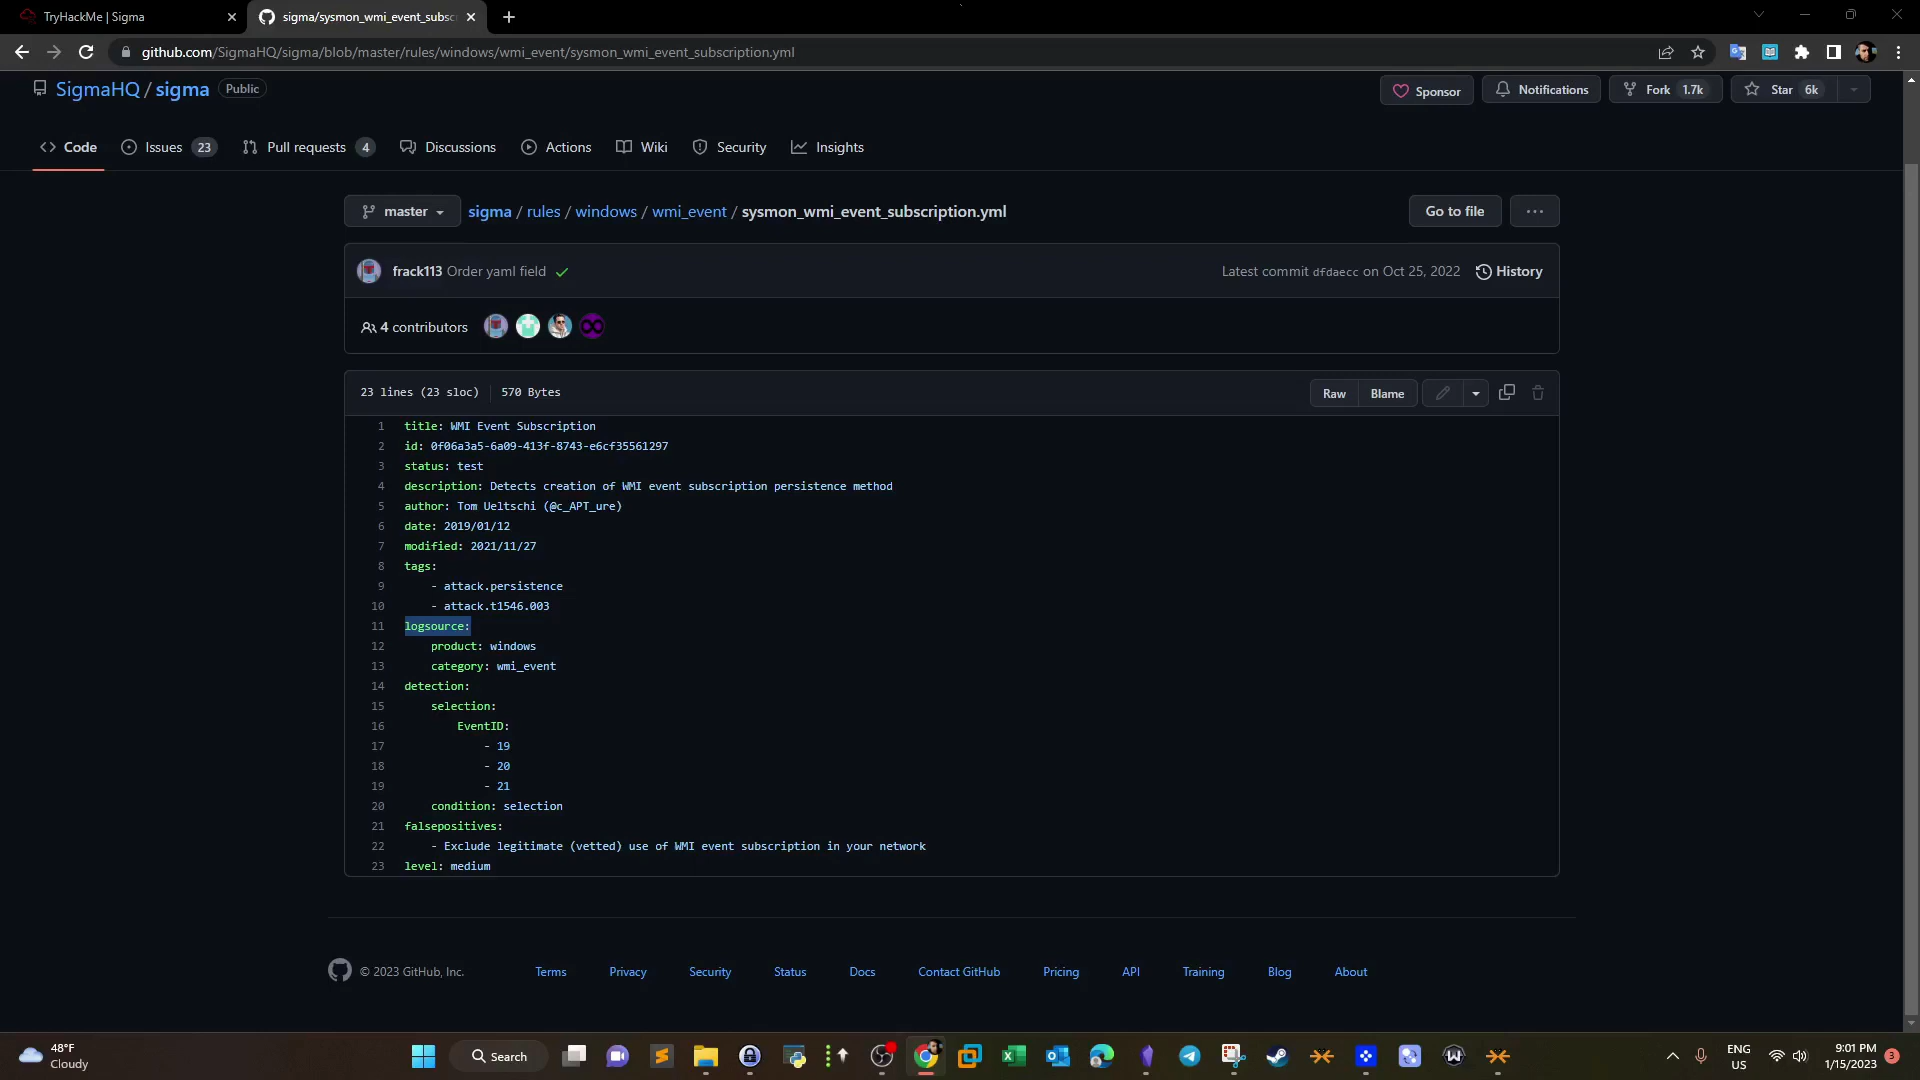 TryHackMe | Sigma
sigma/sysmon_wmi_event_subsc
github.com/SigmaHQ/sigma/blob/master/rules/windows/wmi_event/sysmon_wmi_event_subscription.yml
SigmaHQ / sigma Public
Sponsor Notifications Fork 1.7k Star 6k
Code Issues 23 Pull requests 4 Discussions Actions Wiki Security Insights
master sigma / rules / windows / wmi_event / sysmon_wmi_event_subscription.yml Go to file ...
frack113 Order yaml field Latest commit dfdaecc on Oct 25, 2022 History
4 contributors
23 lines (23 sloc) 570 Bytes Raw Blame
1 title: WMI Event Subscription
2 id: 0f06a3a5-6a09-413f-8743-e6cf35561297
3 status: test
4 description: Detects creation of WMI event subscription persistence method
5 author: Tom Ueltschi (@c_APT_ure)
6 date: 2019/01/12
7 modified: 2021/11/27
8 tags:
9 - attack.persistence
10 - attack.t1546.003
11 logsource:
12 product: windows
13 category: wmi_event
14 detection:
15 selection:
16 EventID:
17 - 19
18 - 20
19 - 21
20 condition: selection
21 falsepositives:
22 - Exclude legitimate (vetted) use of WMI event subscription in your network
23 level: medium
© 2023 GitHub, Inc. Terms Privacy Security Status Docs Contact GitHub Pricing API Training Blog About
48°F
Cloudy
Search
ENG
US
9:01 PM
1/15/2023
3